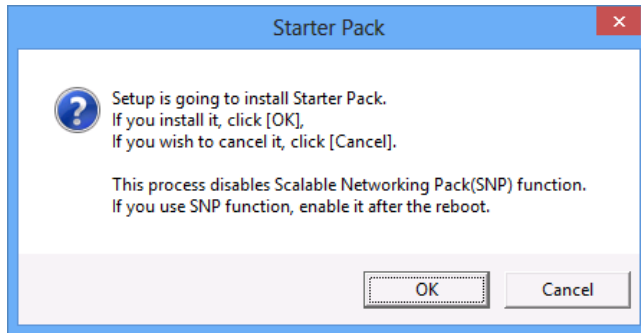 Starter Pack
Setup is going to install Starter Pack.
If you install it, click [OK],
If you wish to cancel it, click [Cancel].
This process disables Scalable Networking Pack(SNP) function.
If you use SNP function, enable it after the reboot.
OK
Cancel